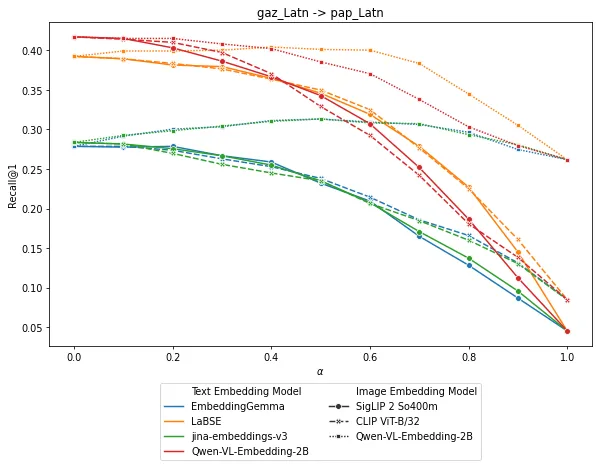 gaz_Latn -> pap_Latn
Recall@1
0.40
0.35
0.30
0.25
0.20
0.15
0.10
0.05
0.0 0.2 0.4 0.6 0.8 1.0
α
Text Embedding Model
EmbeddingGemma
LaBSE
jina-embeddings-v3
Qwen-VL-Embedding-2B
Image Embedding Model
SigLIP 2 So400m
CLIP ViT-B/32
Qwen-VL-Embedding-2B